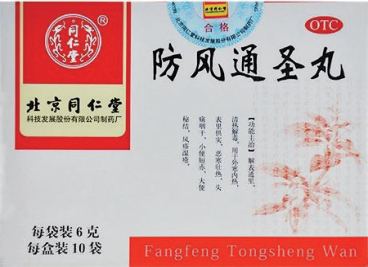 同仁堂
北京同仁堂
科技发展股份有限公司制药厂
合格
OTC
防风通圣丸
【功能主治】解表通里，
清热解毒。用于外寒内热，
表里俱实，恶寒壮热，头
痛咽干，小便短赤，大便
秘结，风疹湿疮。
每袋装6克
每盒装10袋
Fangfeng Tongsheng Wan